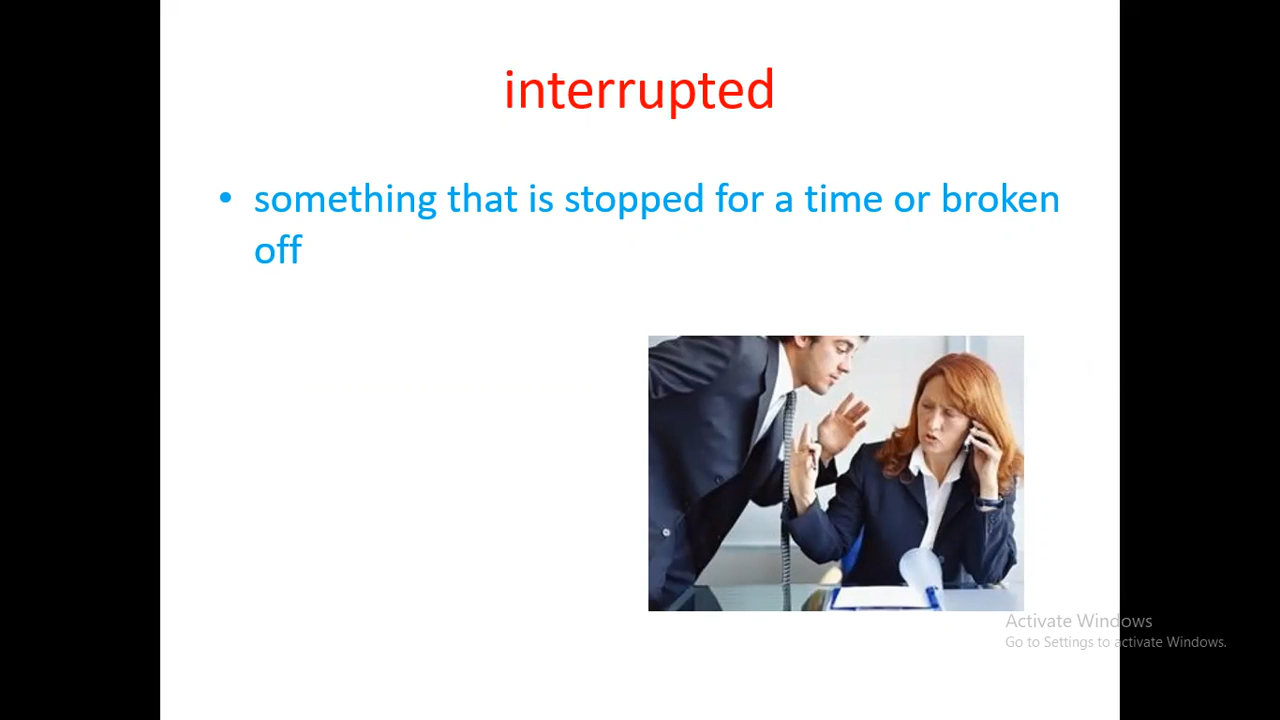 interrupted
• something that is stopped for a time or broken
off
Activate Windows
Go to Settings to activate Windows.